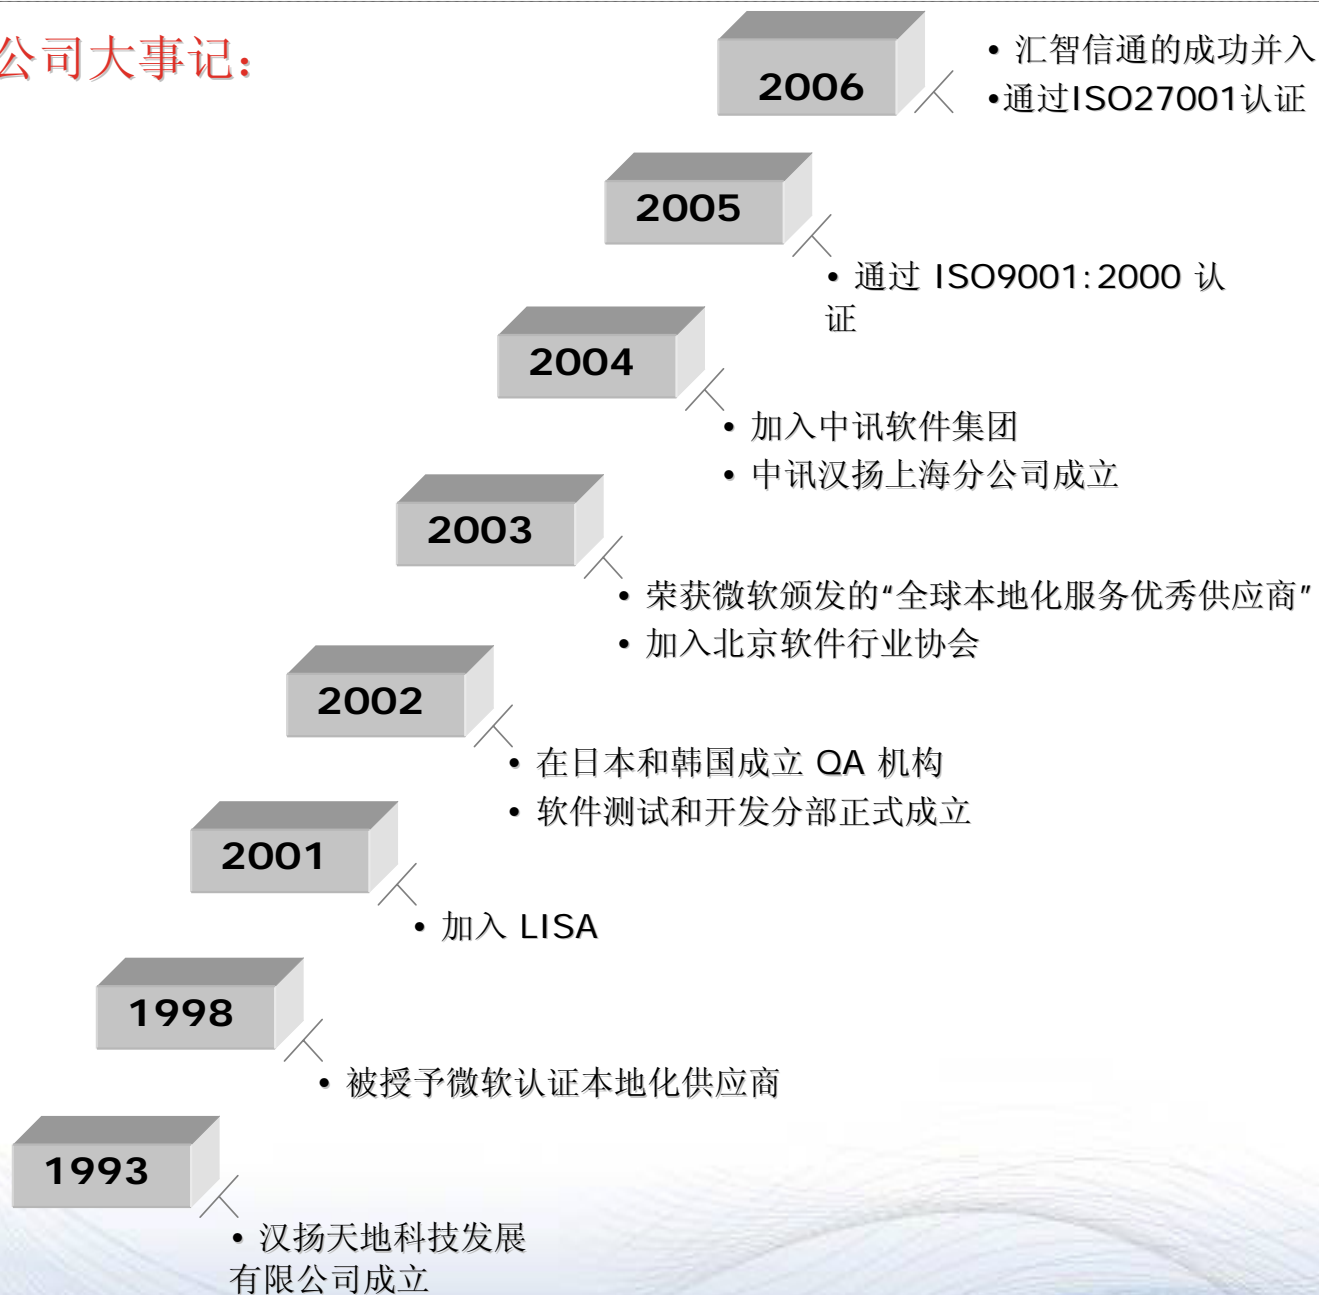 公司大事记：
2006
• 汇智信通的成功并入
•通过ISO27001认证
2005
• 通过 ISO9001:2000 认
证
2004
• 加入中讯软件集团
• 中讯汉扬上海分公司成立
2003
• 荣获微软颁发的“全球本地化服务优秀供应商”
• 加入北京软件行业协会
2002
• 在日本和韩国成立 QA 机构
• 软件测试和开发分部正式成立
2001
• 加入 LISA
1998
• 被授予微软认证本地化供应商
1993
• 汉扬天地科技发展
有限公司成立